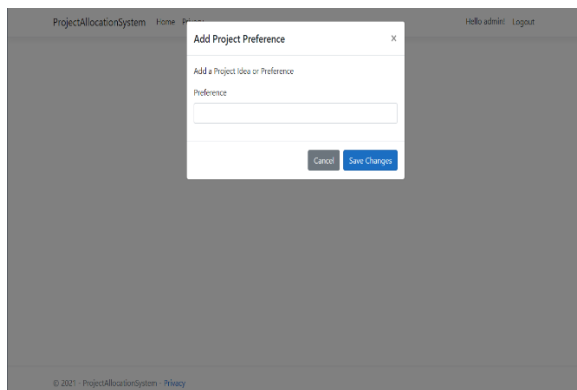 ProjectAllocationSystem Home Privacy Hello admin! Logout
Add Project Preference x
Add a Project Idea or Preference
Preference
Cancel Save Changes
© 2021 - ProjectAllocationSystem - Privacy